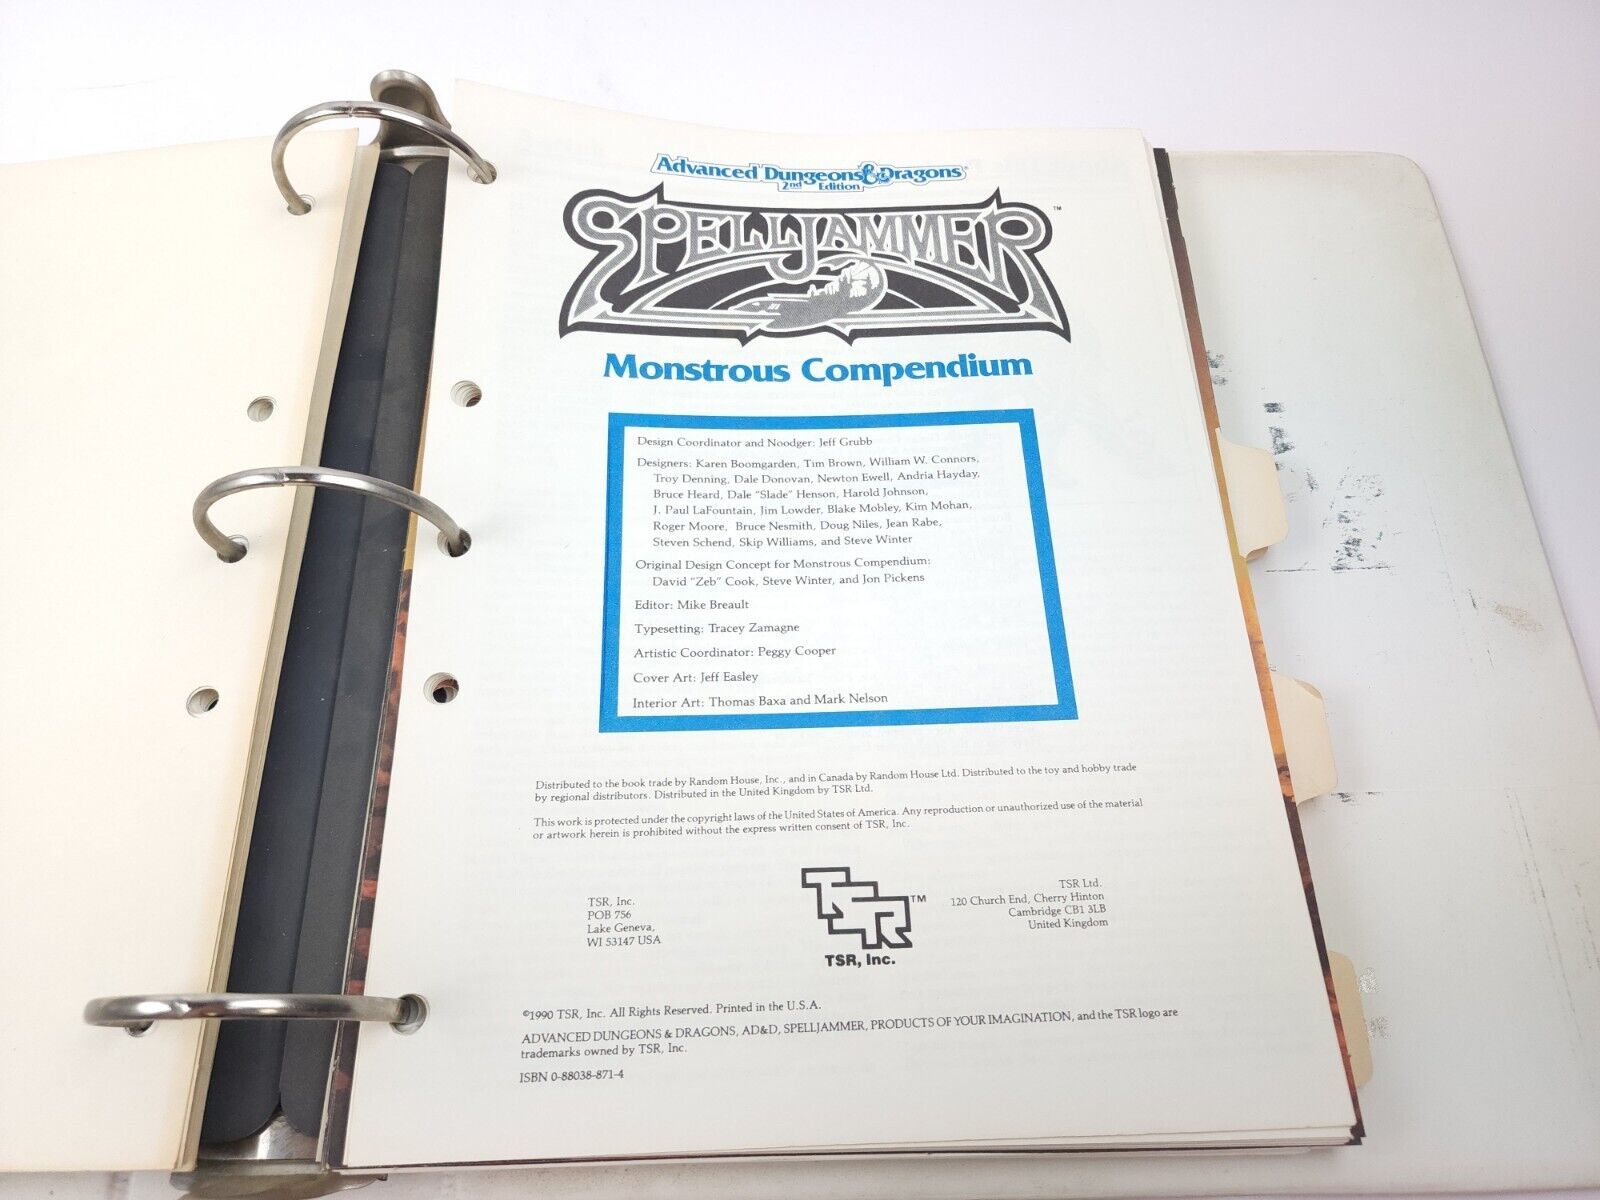 Advanced Dungeons & Dragons®
2nd Edition
SPELLJAMMER™
Monstrous Compendium
Design Coordinator and Noodger: Jeff Grubb
Designers: Karen Boomgarden, Tim Brown, William W. Connors,
Troy Denning, Dale Donovan, Newton Ewell, Andria Hayday,
Bruce Heard, Dale "Slade" Henson, Harold Johnson,
J. Paul LaFountain, Jim Lowder, Blake Mobley, Kim Mohan,
Roger Moore, Bruce Nesmith, Doug Niles, Jean Rabe,
Steven Schend, Skip Williams, and Steve Winter
Original Design Concept for Monstrous Compendium:
David "Zeb" Cook, Steve Winter, and Jon Pickens
Editor: Mike Breault
Typesetting: Tracey Zamagne
Artistic Coordinator: Peggy Cooper
Cover Art: Jeff Easley
Interior Art: Thomas Baxa and Mark Nelson
Distributed to the book trade by Random House, Inc., and in Canada by Random House Ltd. Distributed to the toy and hobby trade
by regional distributors. Distributed in the United Kingdom by TSR Ltd.
This work is protected under the copyright laws of the United States of America. Any reproduction or unauthorized use of the material
or artwork herein is prohibited without the express written consent of TSR, Inc.
TSR, Inc.
POB 756
Lake Geneva,
WI 53147 USA
TSR™
TSR, Inc.
TSR Ltd.
120 Church End, Cherry Hinton
Cambridge CB1 3LB
United Kingdom
©1990 TSR, Inc. All Rights Reserved. Printed in the U.S.A.
ADVANCED DUNGEONS & DRAGONS, AD&D, SPELLJAMMER, PRODUCTS OF YOUR IMAGINATION, and the TSR logo are
trademarks owned by TSR, Inc.
ISBN 0-88038-871-4